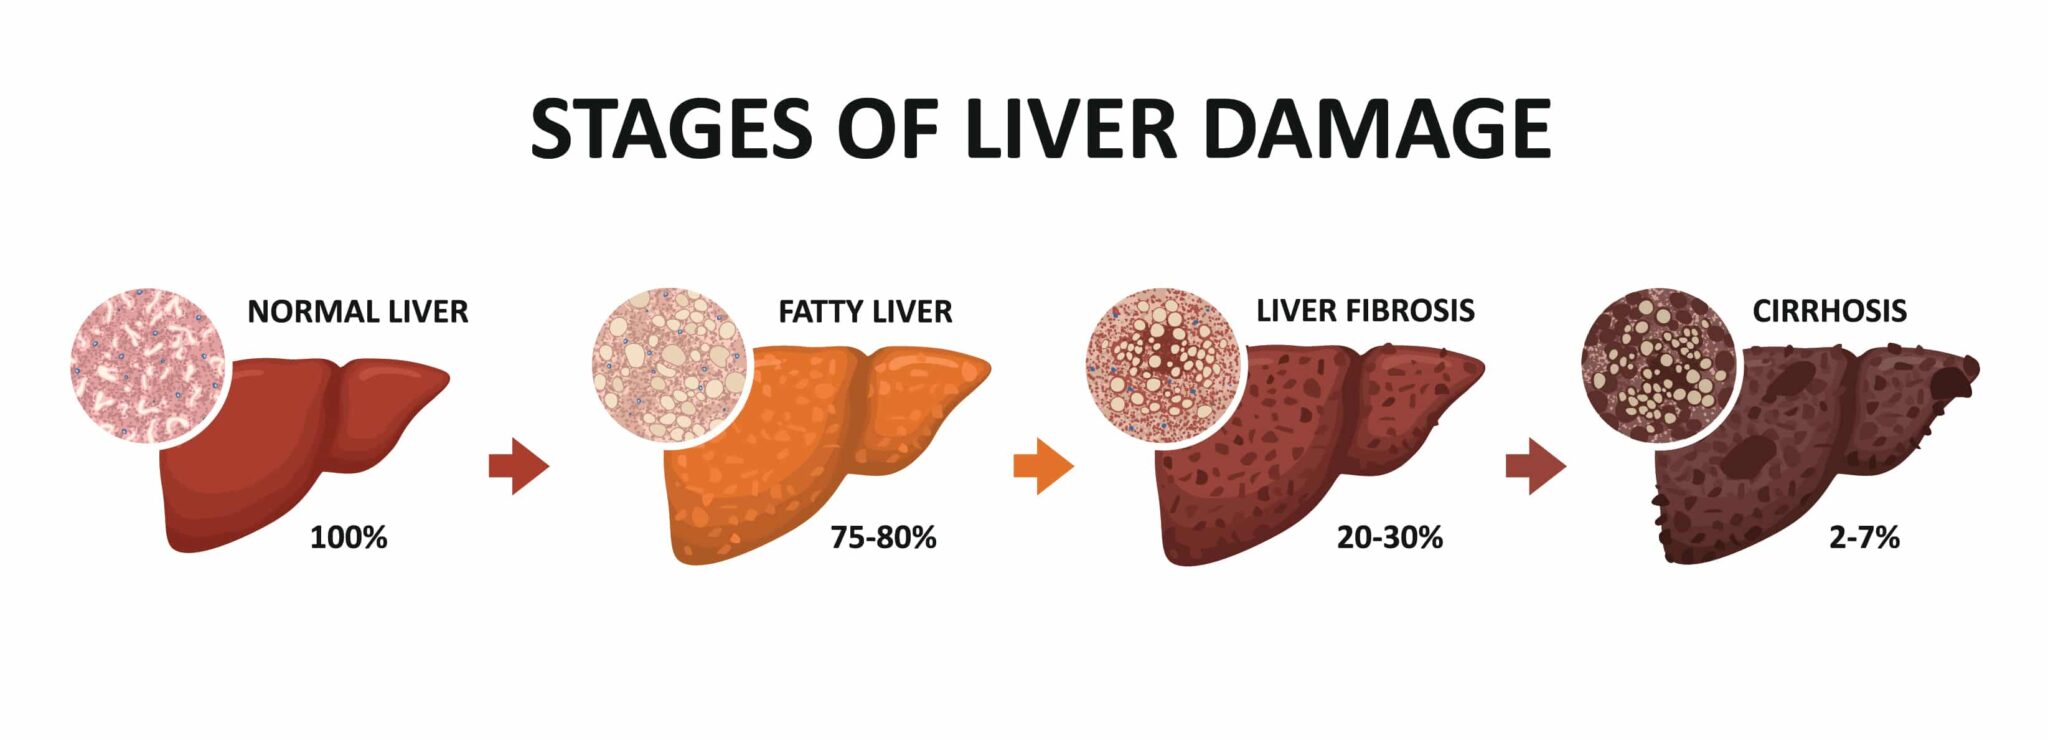 STAGES OF LIVER DAMAGE
NORMAL LIVER
100%
FATTY LIVER
75-80%
LIVER FIBROSIS
20-30%
CIRRHOSIS
2-7%